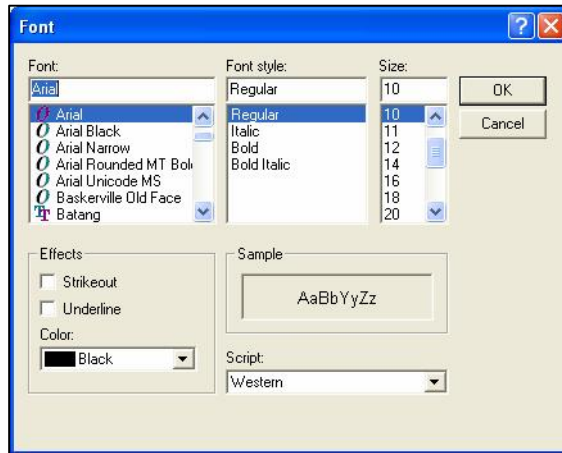 Font
Font:
Arial
Arial
Arial Black
Arial Narrow
Arial Rounded MT Bol
Arial Unicode MS
Baskerville Old Face
Batang
Font style:
Regular
Regular
Italic
Bold
Bold Italic
Size:
10
10
11
12
14
16
18
20
OK
Cancel
Effects
Strikeout
Underline
Color:
Black
Sample
AaBbYyZz
Script:
Western